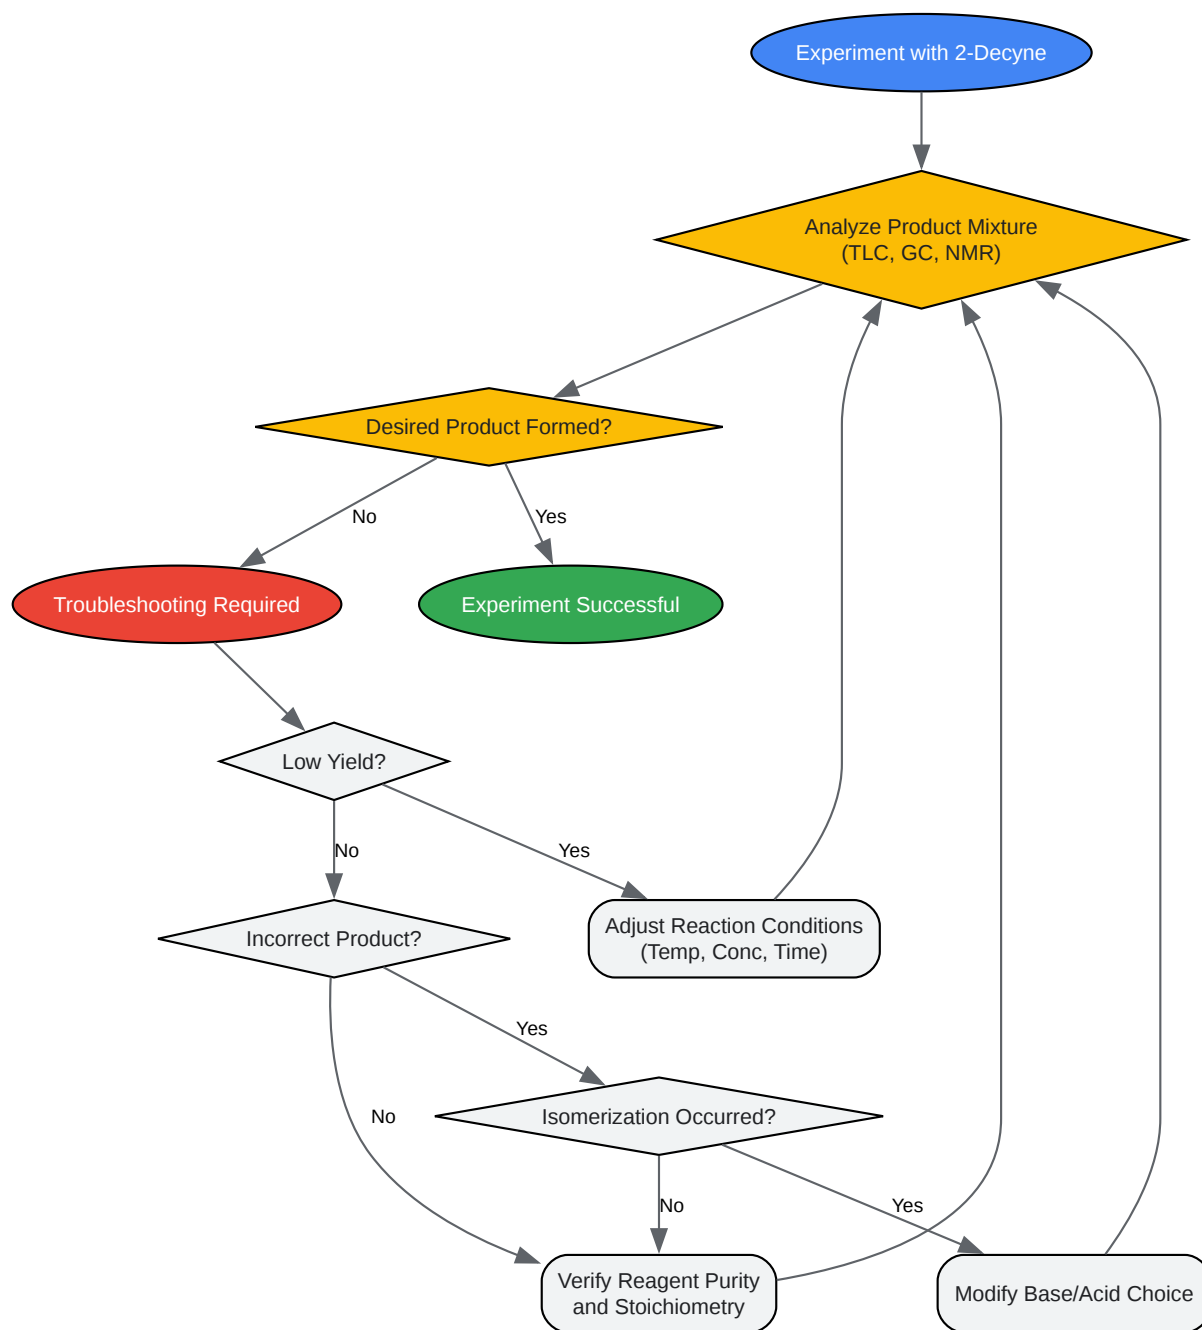 Experiment with 2-Decyne
Analyze Product Mixture
(TLC, GC, NMR)
Desired Product Formed?
No
Yes
Troubleshooting Required
Experiment Successful
Low Yield?
No
Yes
Incorrect Product?
Adjust Reaction Conditions
(Temp, Conc, Time)
Yes
No
Isomerization Occurred?
No
Yes
Verify Reagent Purity
and Stoichiometry
Modify Base/Acid Choice